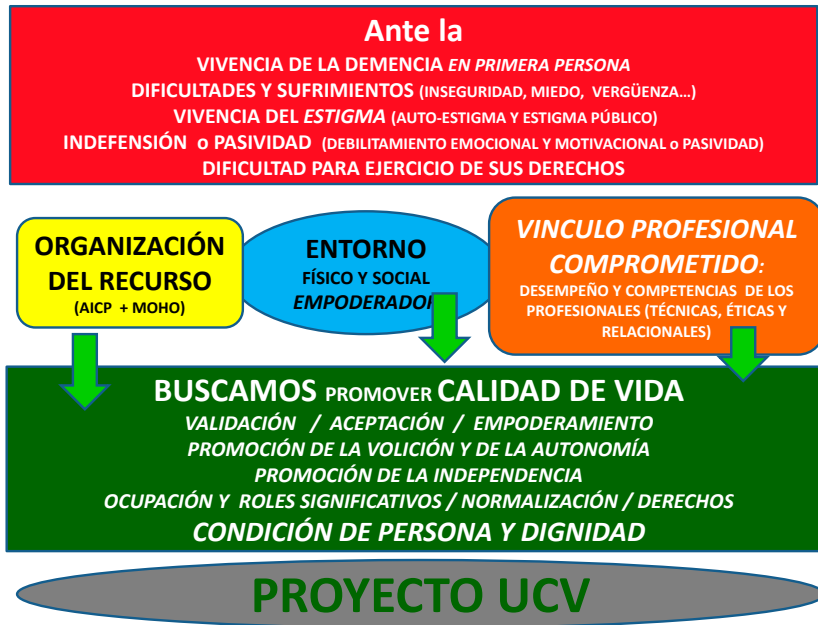 Ante la
VIVENCIA DE LA DEMENCIA EN PRIMERA PERSONA
DIFICULTADES Y SUFRIMIENTOS (INSEGURIDAD, MIEDO, VERGÜENZA…)
VIVENCIA DEL ESTIGMA (AUTO-ESTIGMA Y ESTIGMA PÚBLICO)
INDEFENSIÓN o PASIVIDAD (DEBILITAMIENTO EMOCIONAL Y MOTIVACIONAL o PASIVIDAD)
DIFICULTAD PARA EJERCICIO DE SUS DERECHOS
ORGANIZACIÓN
DEL RECURSO
(AICP + MOHO)
ENTORNO
FÍSICO Y SOCIAL
EMPODERADOR
VINCULO PROFESIONAL
COMPROMETIDO:
DESEMPEÑO Y COMPETENCIAS DE LOS
PROFESIONALES (TÉCNICAS, ÉTICAS Y
RELACIONALES)
BUSCAMOS PROMOVER CALIDAD DE VIDA
VALIDACIÓN / ACEPTACIÓN / EMPODERAMIENTO
PROMOCIÓN DE LA VOLICIÓN Y DE LA AUTONOMÍA
PROMOCIÓN DE LA INDEPENDENCIA
OCUPACIÓN Y ROLES SIGNIFICATIVOS / NORMALIZACIÓN / DERECHOS
CONDICIÓN DE PERSONA Y DIGNIDAD
PROYECTO UCV